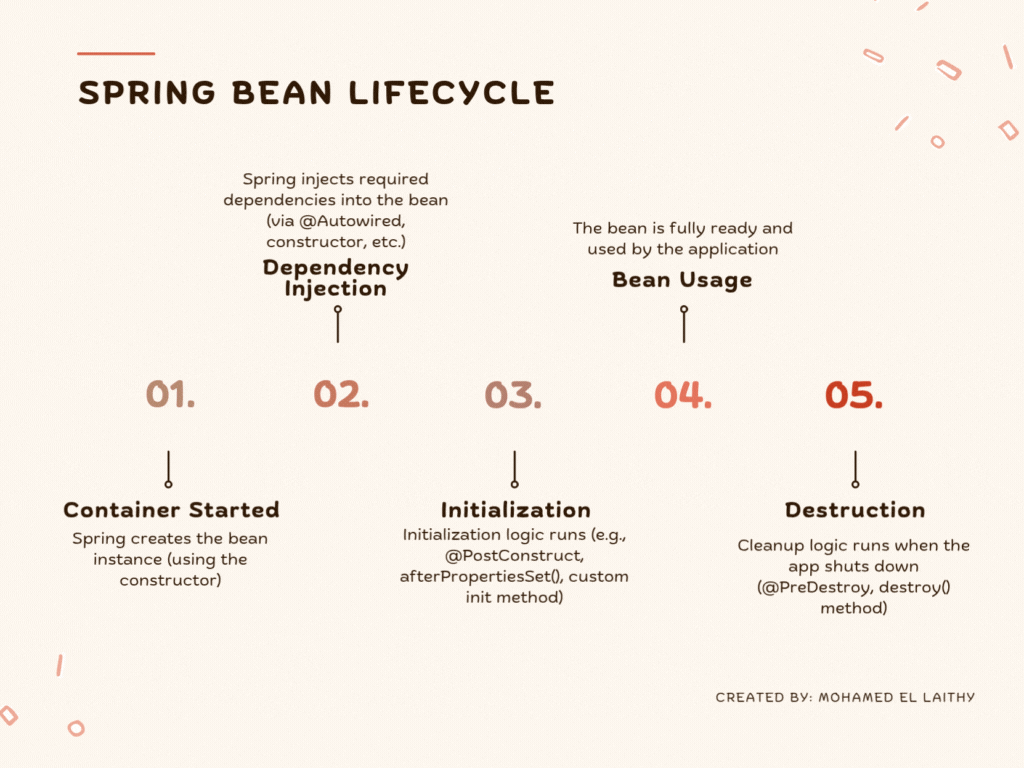 SPRING BEAN LIFECYCLE
Spring injects required
dependencies into the bean
(via @Autowired,
constructor, etc.)
Dependency
Injection
The bean is fully ready and
used by the application
Bean Usage
01.
02.
03.
04.
05.
Container Started
Spring creates the bean
instance (using the
constructor)
Initialization
Initialization logic runs (e.g.,
@PostConstruct,
afterPropertiesSet(), custom
init method)
Destruction
Cleanup logic runs when the
app shuts down
(@PreDestroy, destroy()
method)
CREATED BY: MOHAMED EL LAITHY